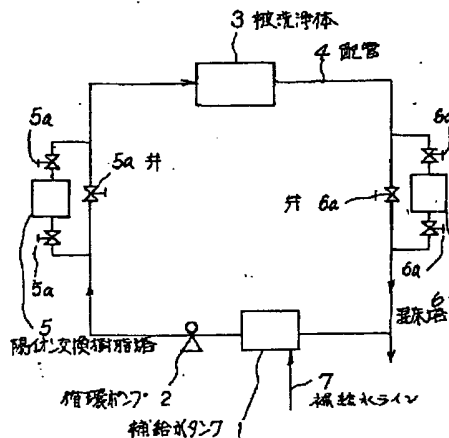 3 被洗浄体
4 配管
5a
5a 弁
弁 6a
6a
5a
6a
5
陽イオン交換樹脂塔
6
混床塔
循環ポンプ 2
7
補給水ライン
補給水タンク 1